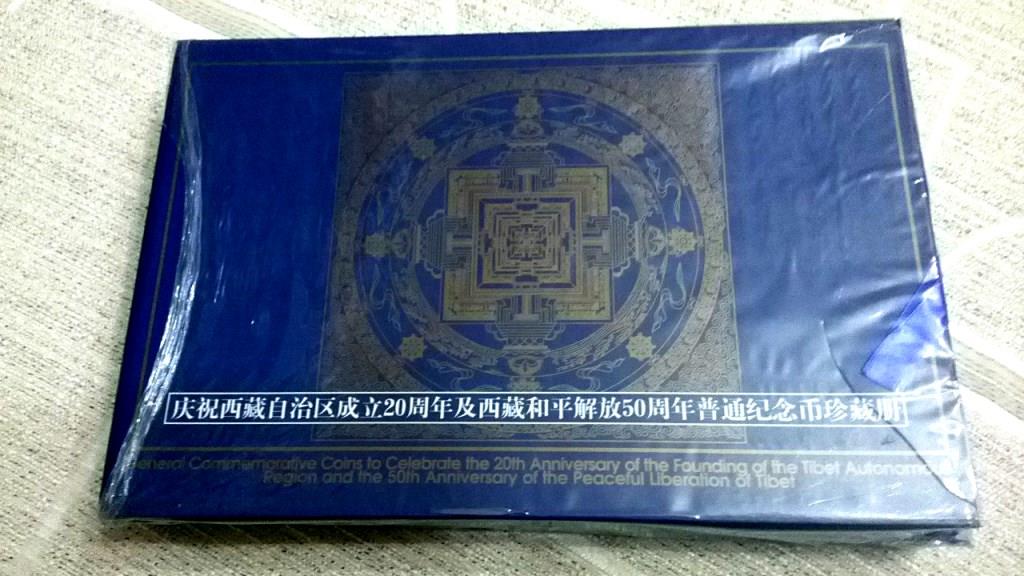 庆祝西藏自治区成立20周年及西藏和平解放50周年普通纪念币珍藏册
General Commemorative Coins to Celebrate the 20th Anniversary of the Founding of the Tibet Autonomous
Region and the 50th Anniversary of the Peaceful Liberation of Tibet